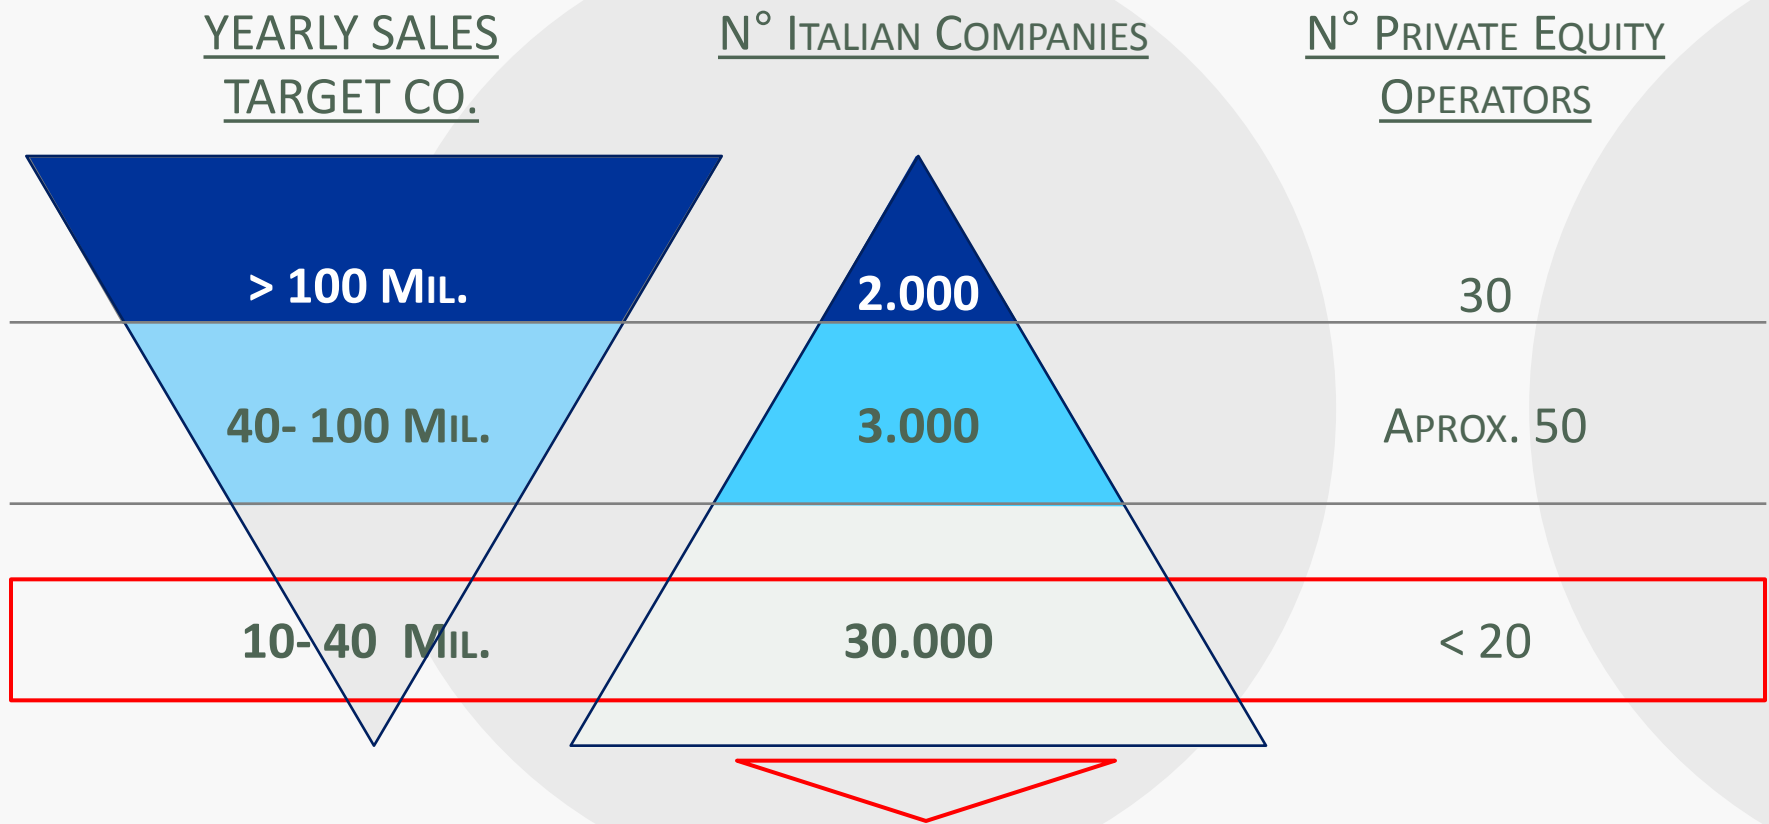 YEARLY SALES
TARGET CO.
N° ITALIAN COMPANIES
N° PRIVATE EQUITY
OPERATORS
> 100 MIL.
2.000
30
40- 100 MIL.
3.000
APROX. 50
10- 40 MIL.
30.000
< 20